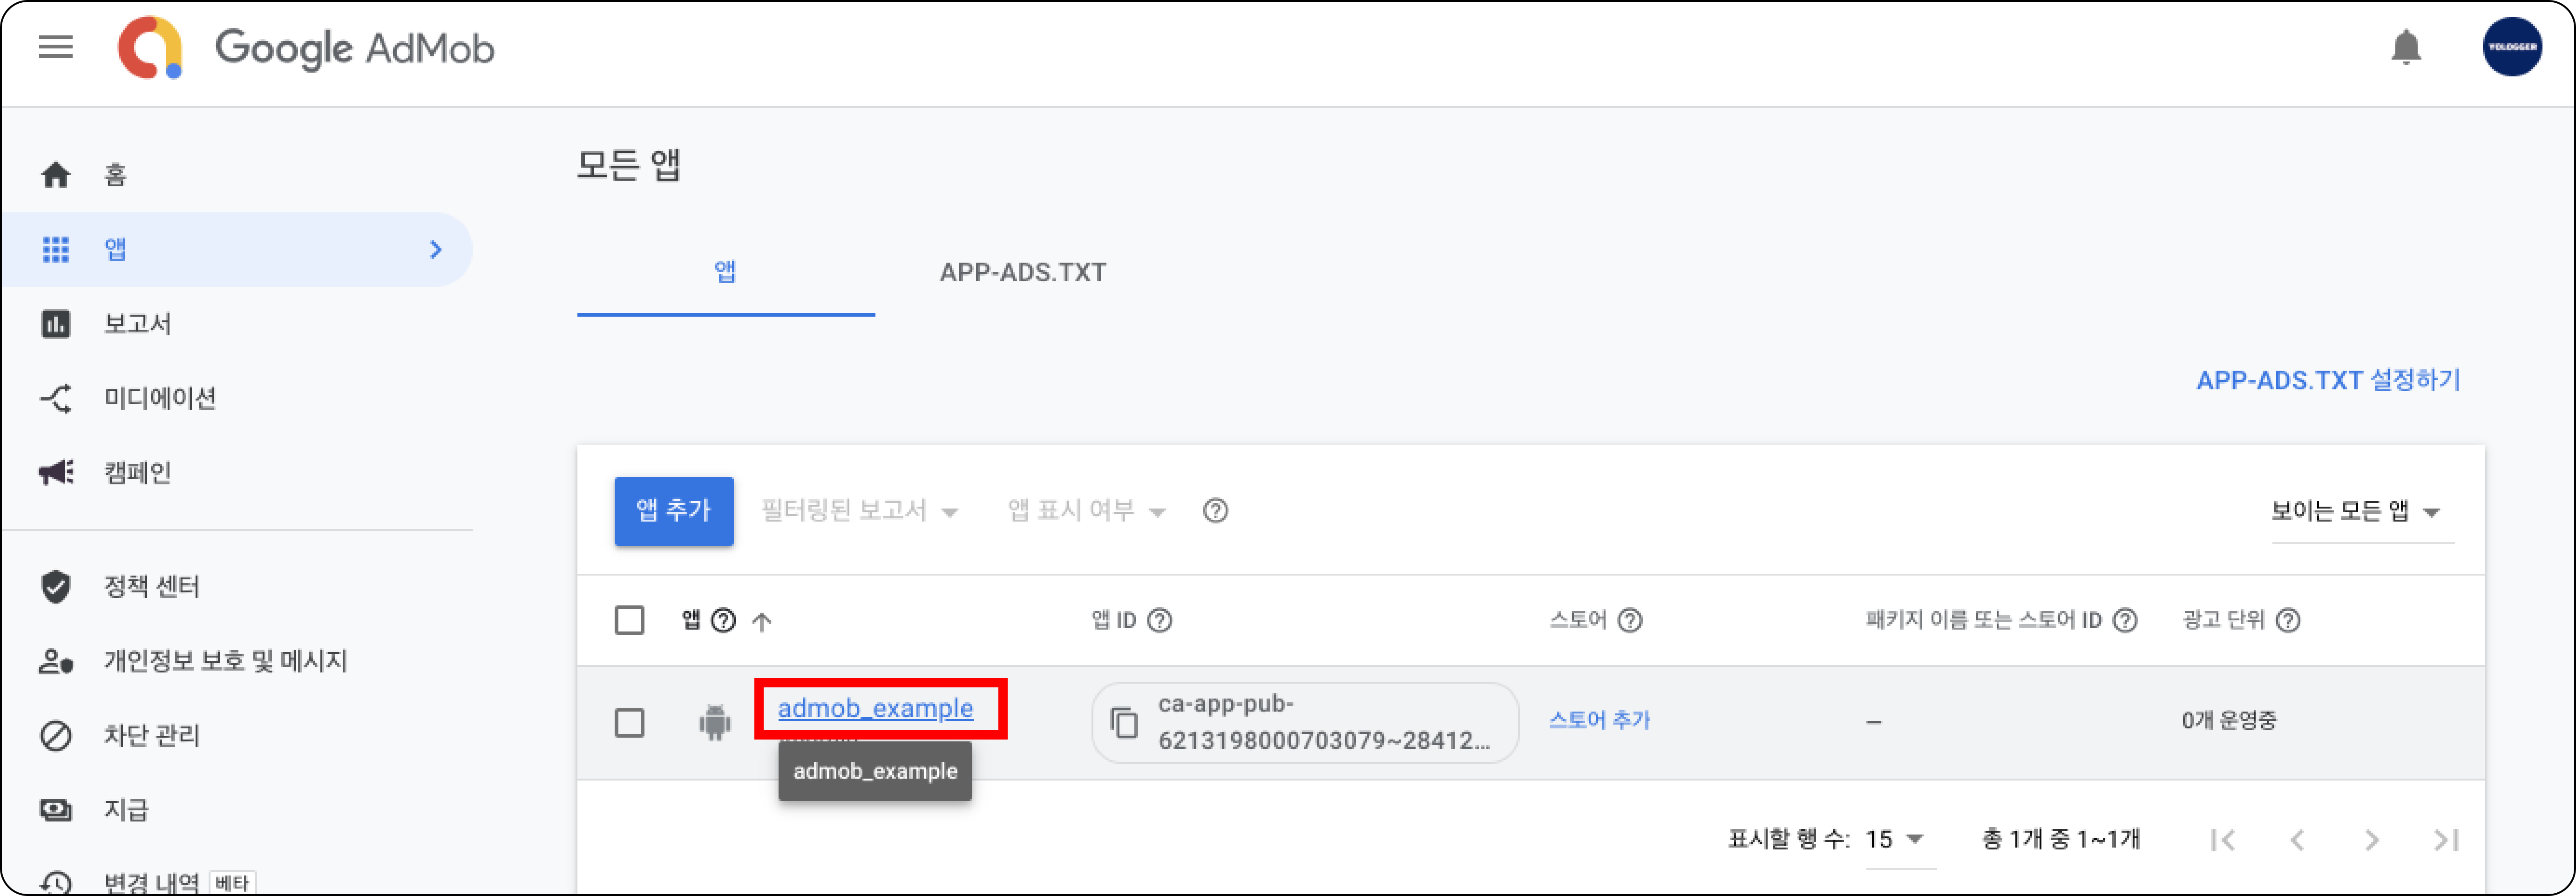 Google AdMob
YOLOGGER
홈
앱
보고서
미디에이션
캠페인
정책 센터
개인정보 보호 및 메시지
차단 관리
지급
변경 내역 베타
모든 앱
앱 APP-ADS.TXT
APP-ADS.TXT 설정하기
앱 추가 필터링된 보고서 앱 표시 여부 보이는 모든 앱
앱 앱 ID 스토어 패키지 이름 또는 스토어 ID 광고 단위
admob_example ca-app-pub-6213198000703079~28412... 스토어 추가 – 0개 운영중
admob_example
표시할 행 수: 15 총 1개 중 1~1개